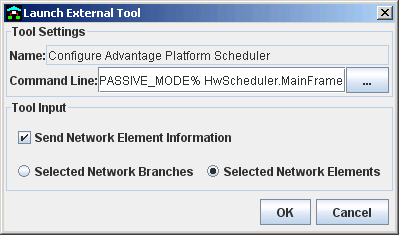 Launch External Tool
Tool Settings
Name: Configure Advantage Platform Scheduler
Command Line: PASSIVE_MODE% HwScheduler.MainFrame ...
Tool Input
Send Network Element Information
Selected Network Branches Selected Network Elements
OK Cancel